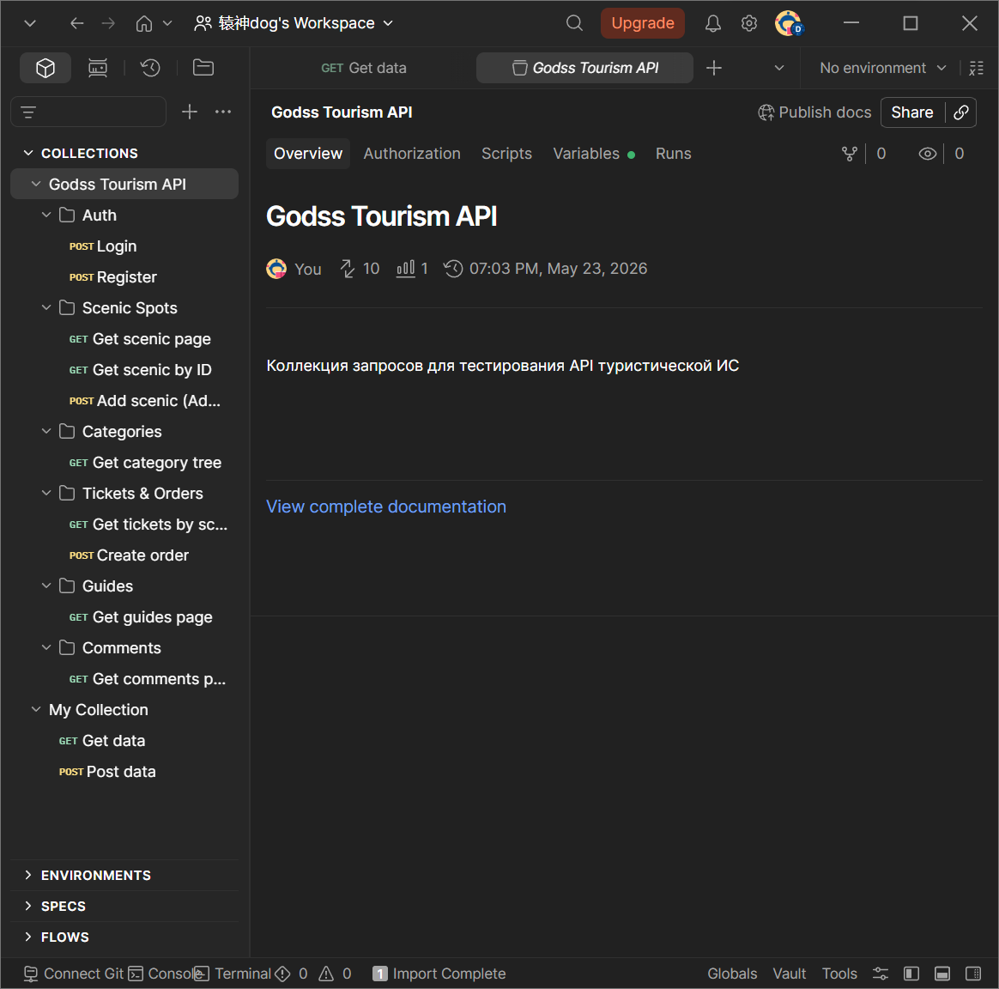 辕神dog's Workspace
Upgrade
GET Get data
Godss Tourism API
No environment
Godss Tourism API
Publish docs
Share
Overview
Authorization
Scripts
Variables
Runs
0
0
COLLECTIONS
Godss Tourism API
Auth
POST Login
POST Register
Scenic Spots
GET Get scenic page
GET Get scenic by ID
POST Add scenic (Ad...
Categories
GET Get category tree
Tickets & Orders
GET Get tickets by sc...
POST Create order
Guides
GET Get guides page
Comments
GET Get comments p...
My Collection
GET Get data
POST Post data
ENVIRONMENTS
SPECS
FLOWS
Godss Tourism API
You
10
1
07:03 PM, May 23, 2026
Коллекция запросов для тестирования API туристической ИС
View complete documentation
Connect Git
Console
Terminal
0
0
1 Import Complete
Globals
Vault
Tools